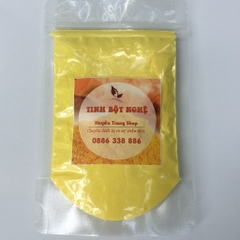 TINH BỘT NGHỆ
Huyền Trang Shop
0886 338 886